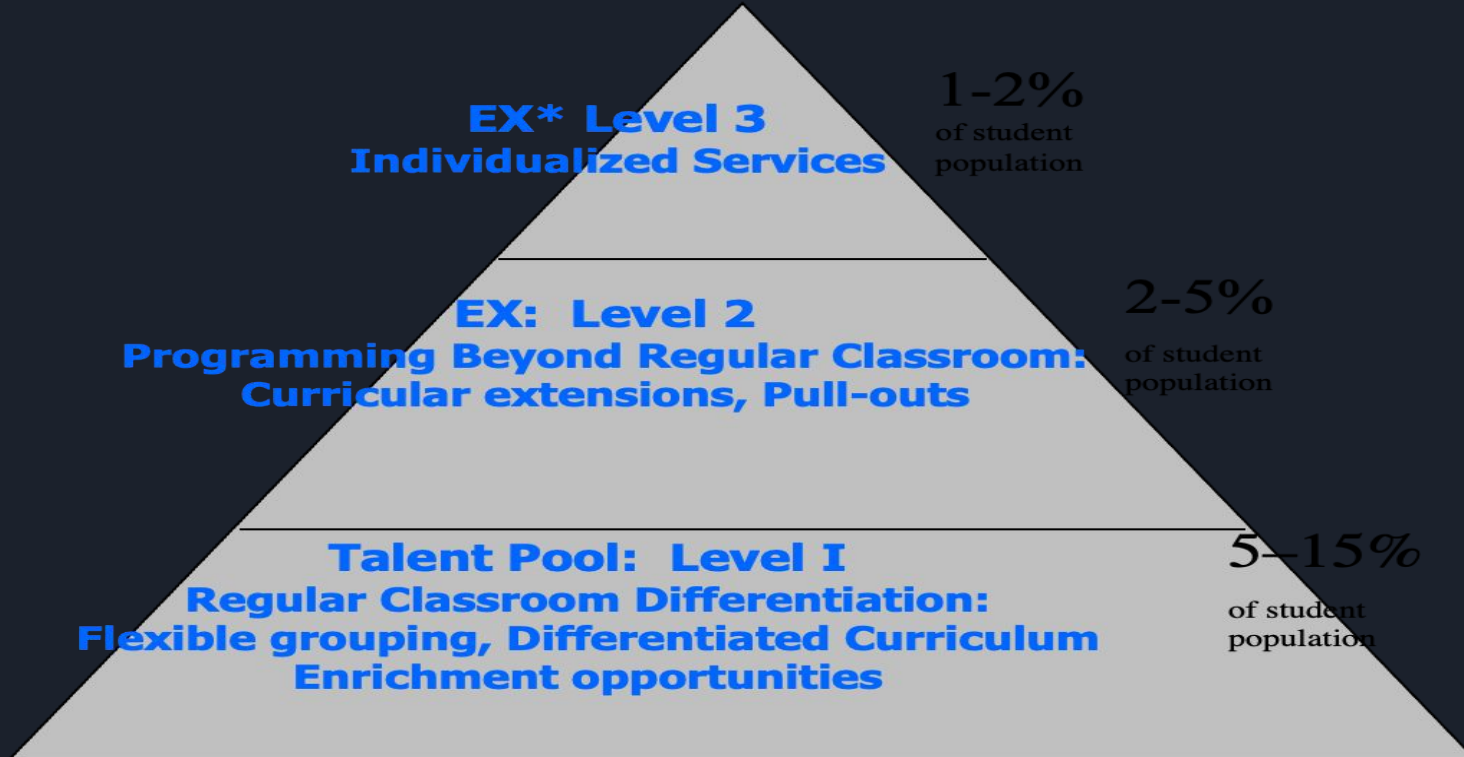 EX* Level 3
Individualized Services
1-2%
of student
population
EX:  Level 2
Programming Beyond Regular Classroom:
Curricular extensions, Pull-outs
2-5%
of student
population
Talent Pool:  Level I
Regular Classroom Differentiation:
Flexible grouping, Differentiated Curriculum
Enrichment opportunities
5–15%
of student
population